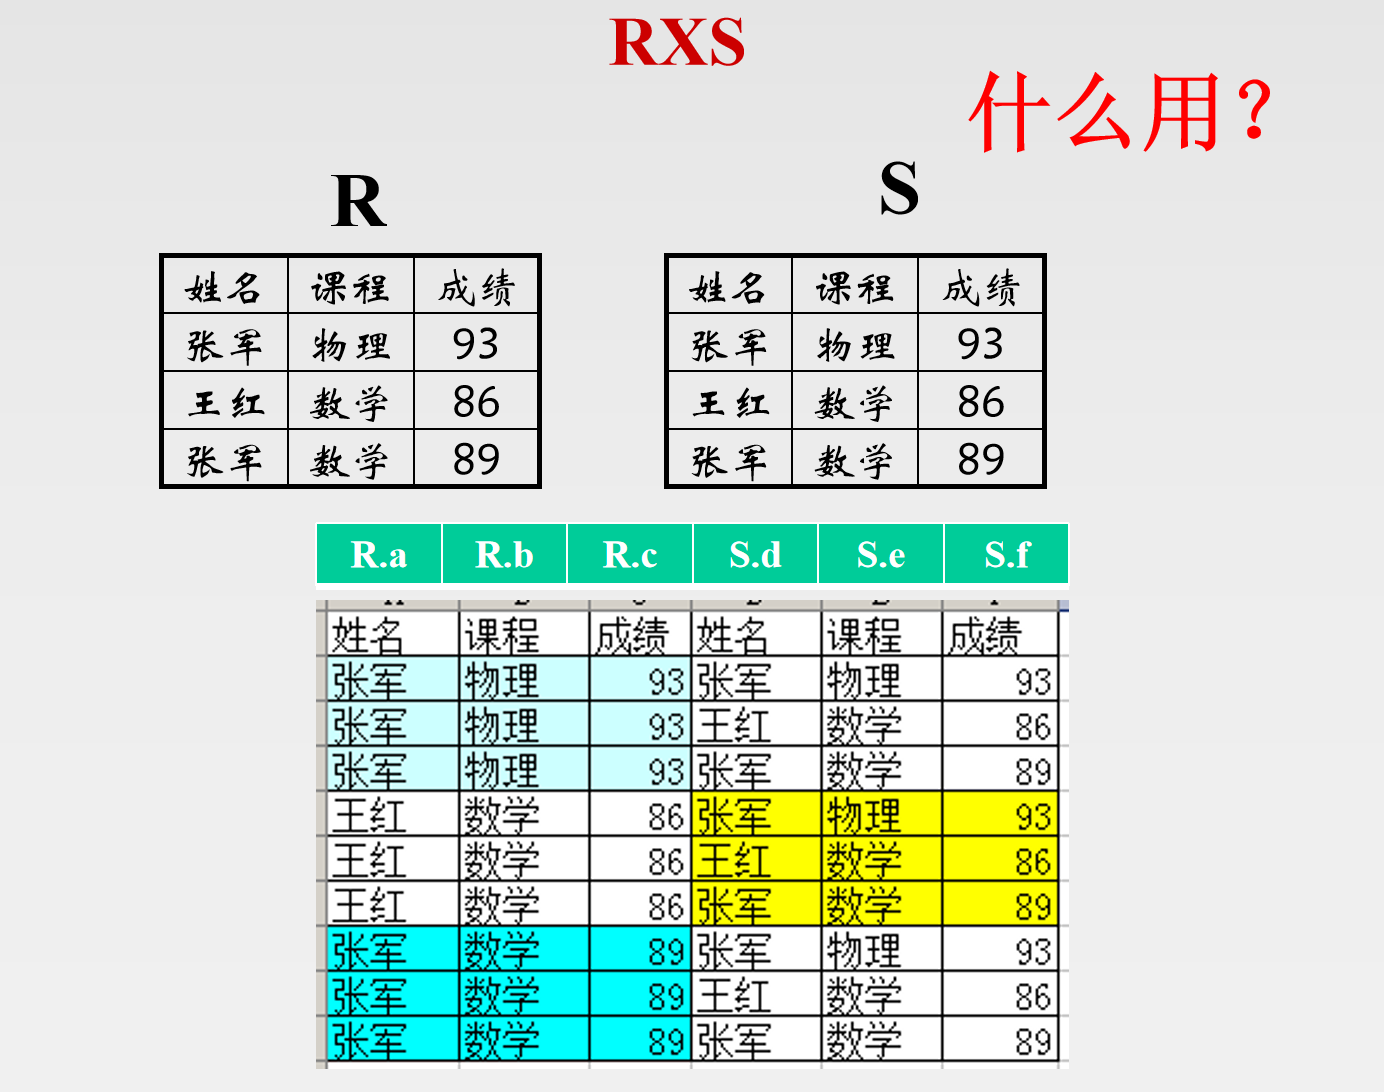 RXS
什么用?
R
S
姓名 课程 成绩
张军 物理 93
王红 数学 86
张军 数学 89
姓名 课程 成绩
张军 物理 93
王红 数学 86
张军 数学 89
R.a R.b R.c S.d S.e S.f
姓名 课程 成绩 姓名 课程 成绩
张军 物理 93 张军 物理 93
张军 物理 93 王红 数学 86
张军 物理 93 张军 数学 89
王红 数学 86 张军 物理 93
王红 数学 86 王红 数学 86
王红 数学 86 张军 数学 89
张军 数学 89 张军 物理 93
张军 数学 89 王红 数学 86
张军 数学 89 张军 数学 89